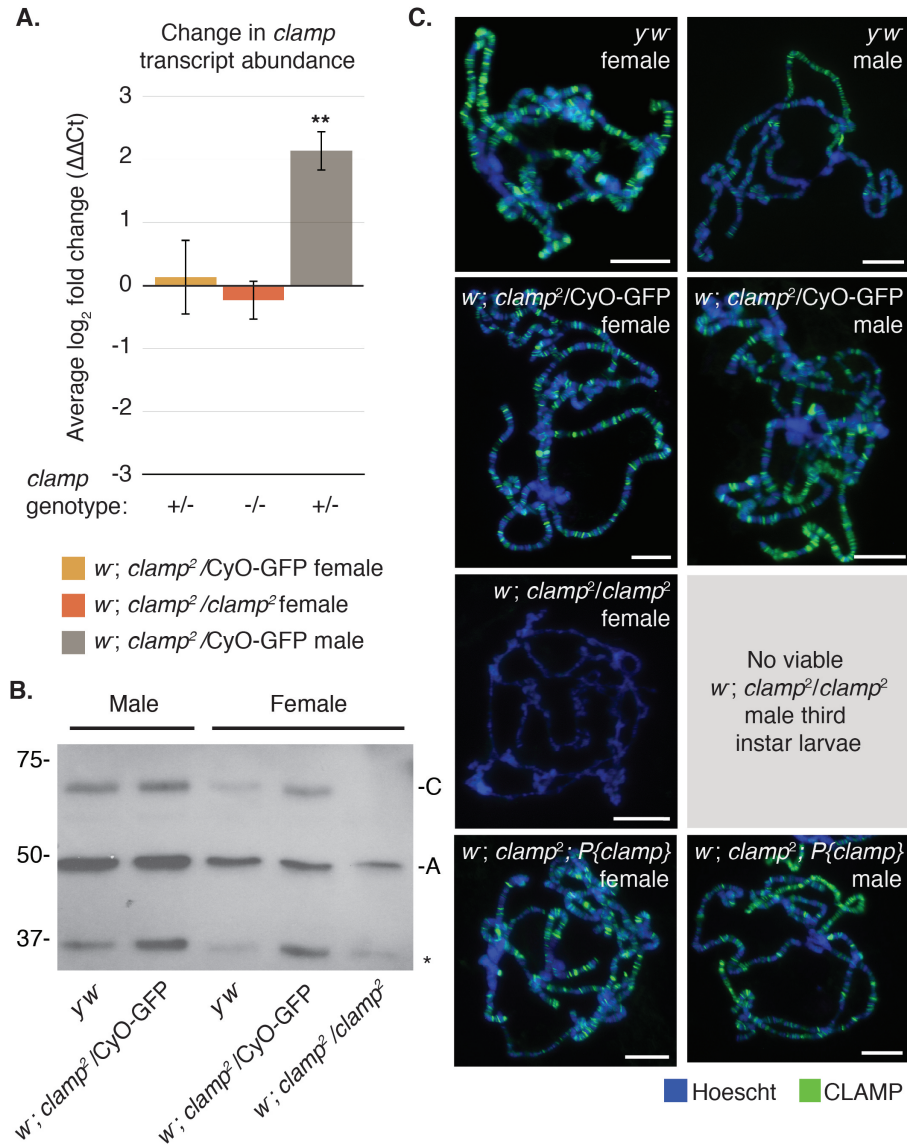 A.
Change in clamp
transcript abundance
Average log2 fold change (ΔΔCt)
3
2
1
0
-1
-2
-3
**
clamp
genotype:
+/-
-/-
+/-
w-; clamp2/CyO-GFP female
w-; clamp2/clamp2 female
w-; clamp2/CyO-GFP male
B.
Male
Female
75-
50-
37-
-C
-A
*
y-w-
w-; clamp2/CyO-GFP
y-w-
w-; clamp2/CyO-GFP
w-; clamp2/clamp2
C.
y-w-
female
y-w-
male
w-; clamp2/CyO-GFP
female
w-; clamp2/CyO-GFP
male
w-; clamp2/clamp2
female
No viable
w-; clamp2/clamp2
male third
instar larvae
w-; clamp2; P{clamp}
female
w-; clamp2; P{clamp}
male
Hoescht
CLAMP